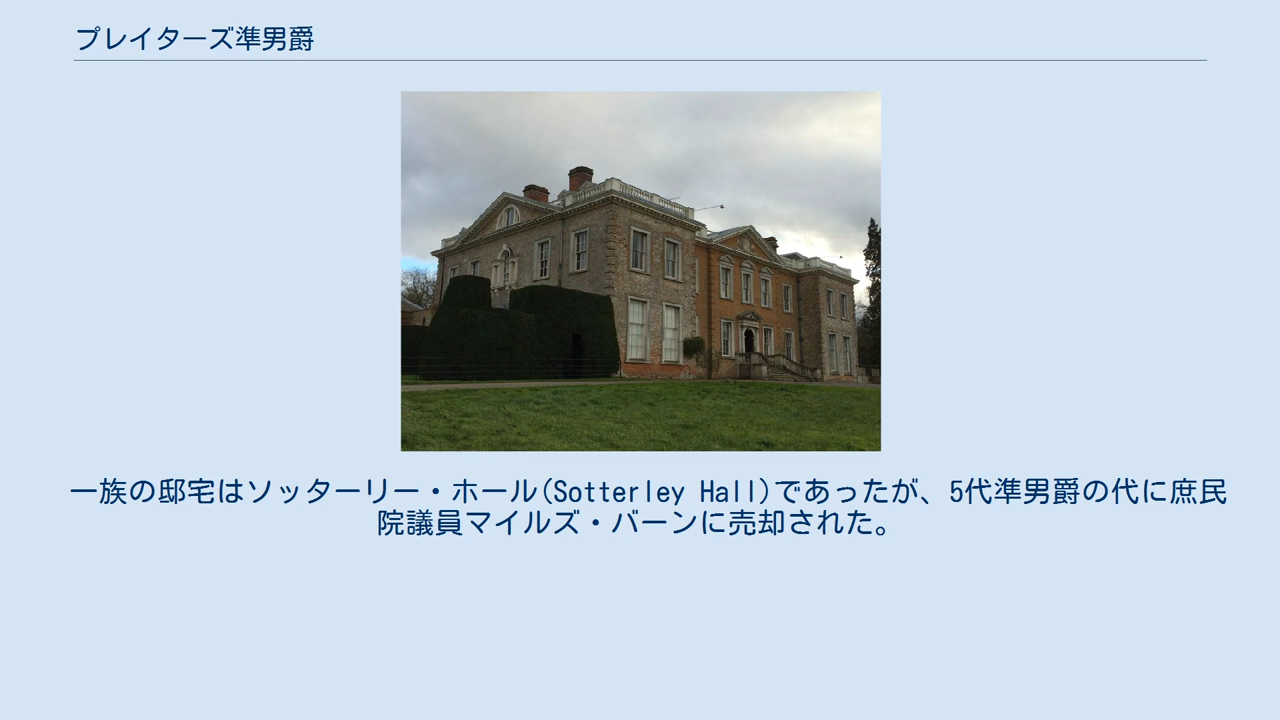 プレイターズ準男爵
一族の邸宅はソッターリー・ホール(Sotterley Hall)であったが、5代準男爵の代に庶民
院議員マイルズ・バーンに売却された。